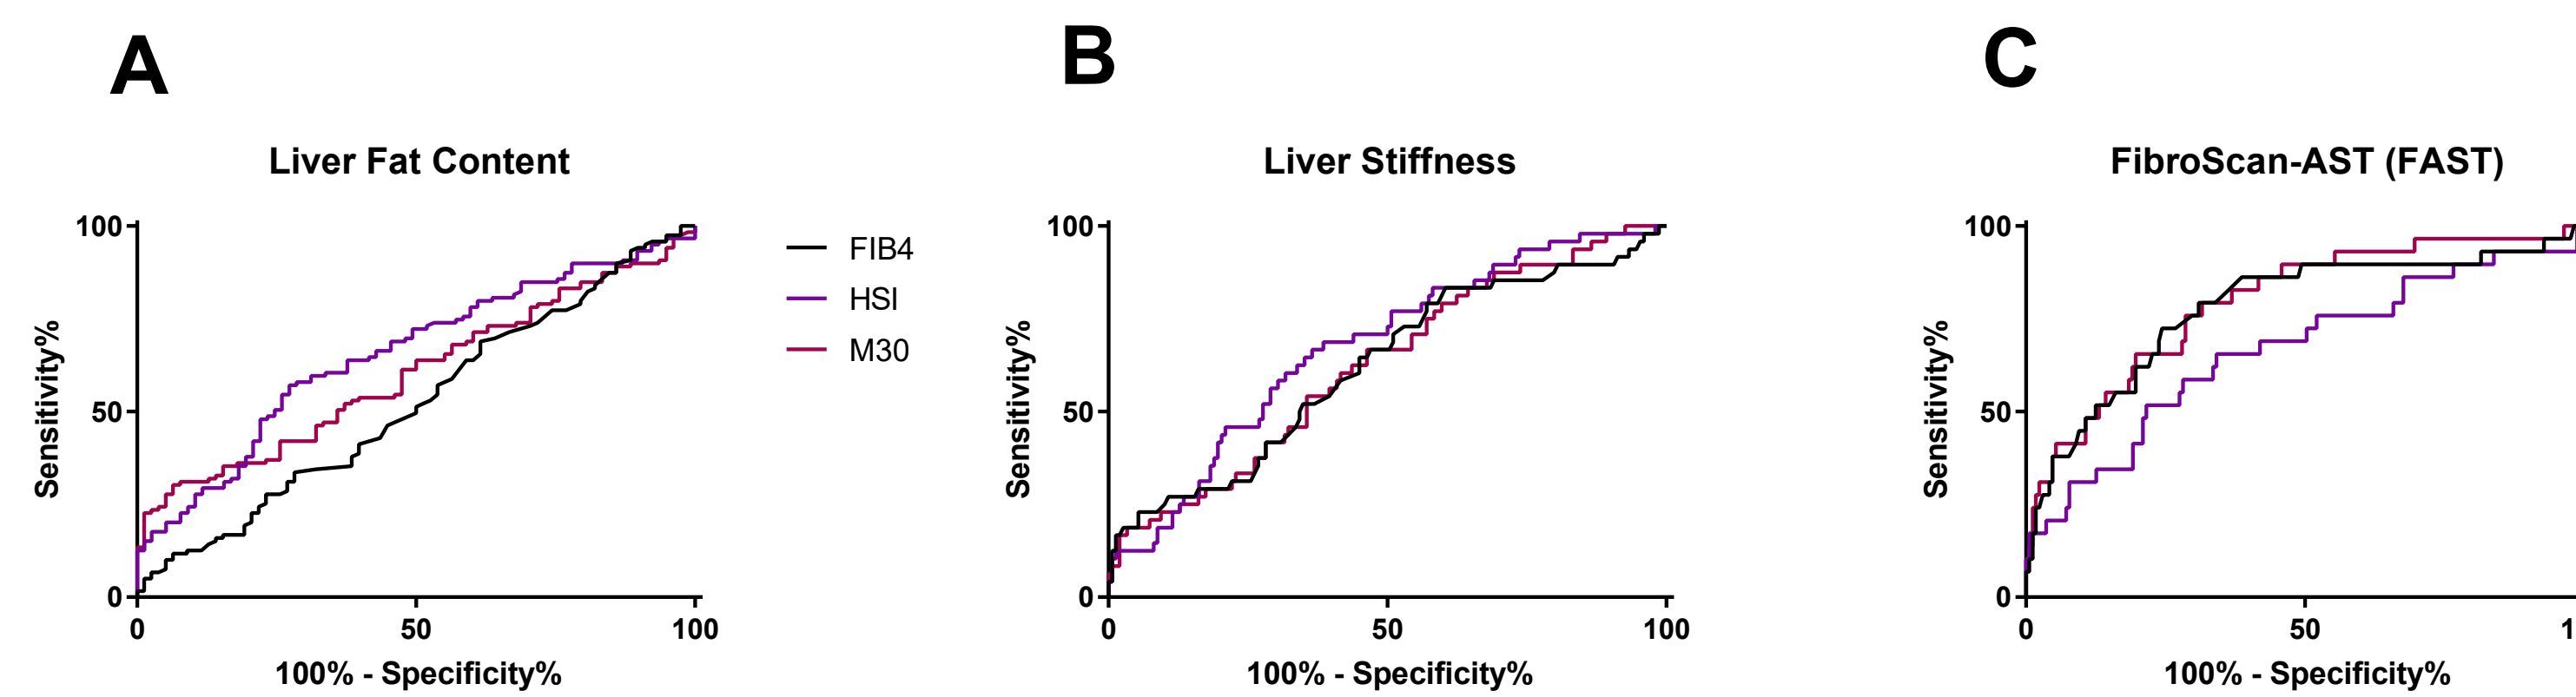 A
B
C
Liver Fat Content
Liver Stiffness
FibroScan-AST (FAST)
Sensitivity%
100
50
0
0
50
100
100% - Specificity%
FIB4
HSI
M30
Sensitivity%
100
50
0
0
50
100
100% - Specificity%
Sensitivity%
100
50
0
0
50
1
100% - Specificity%